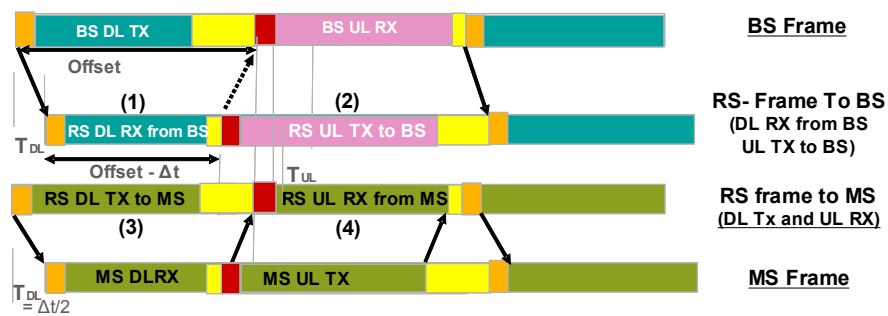 BS DL TX
BS UL RX
BS Frame
Offset
(1)
(2)
RS- Frame To BS
(DL RX from BS
UL TX to BS)
RS DL RX from BS
RS UL TX to BS
TDL
Offset - Δt
TUL
RS DL TX to MS
RS UL RX from MS
RS frame to MS
(DL Tx and UL RX)
(3)
(4)
MS DLRX
MS UL TX
MS Frame
TDL
= Δt/2